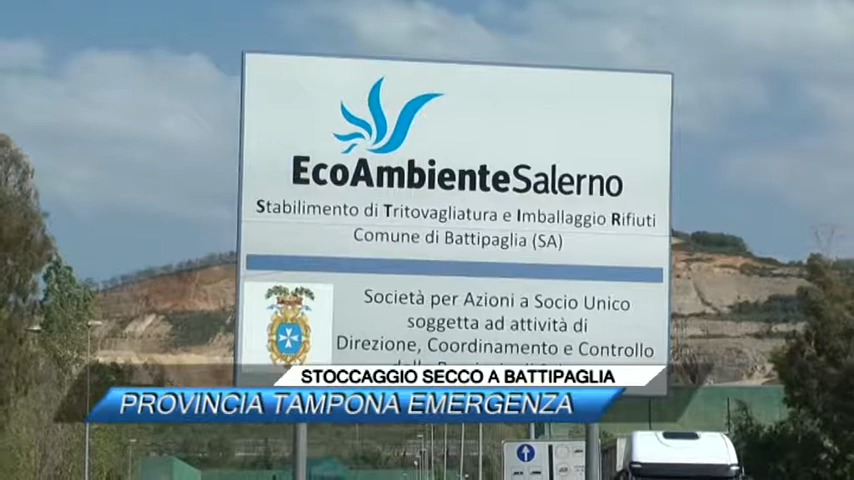 EcoAmbienteSalerno
Stabilimento di Tritovagliatura e Imballaggio Rifiuti
Comune di Battipaglia (SA)
Società per Azioni a Socio Unico
soggetta ad attività di
Direzione, Coordinamento e Controllo
STOCCAGGIO SECCO A BATTIPAGLIA
PROVINCIA TAMPONA EMERGENZA